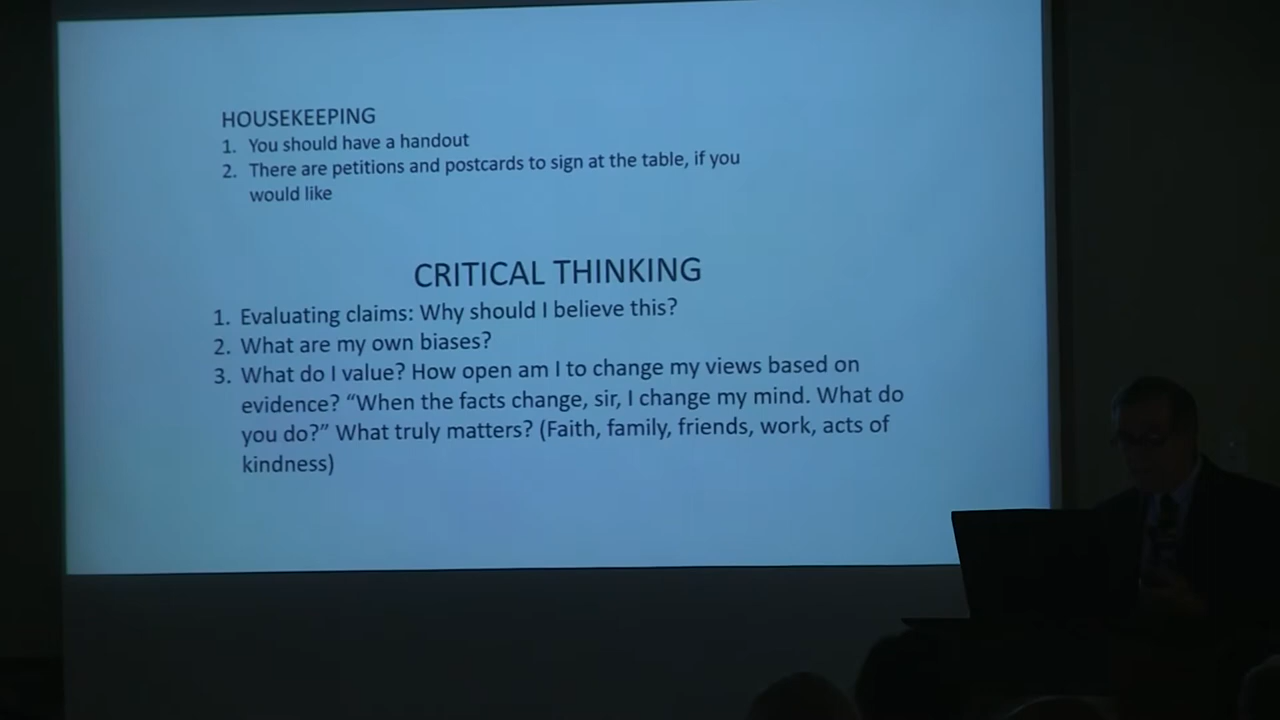 HOUSEKEEPING
1. You should have a handout
2. There are petitions and postcards to sign at the table, if you
would like
CRITICAL THINKING
1. Evaluating claims: Why should I believe this?
2. What are my own biases?
3. What do I value? How open am I to change my views based on
evidence? “When the facts change, sir, I change my mind. What do
you do?” What truly matters? (Faith, family, friends, work, acts of
kindness)